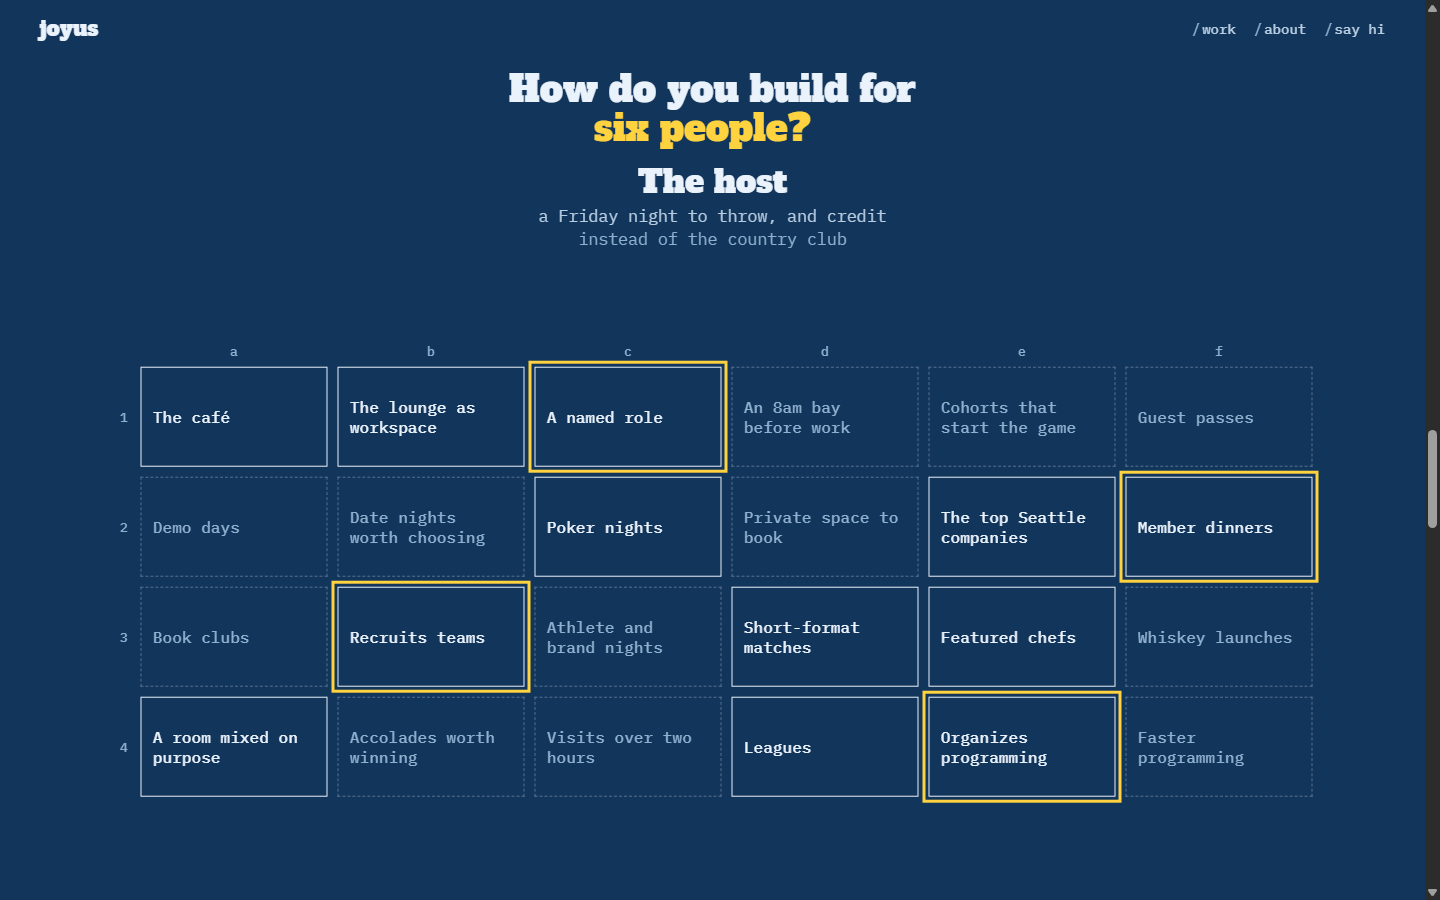 joyus
/work /about /say hi
How do you build for
six people?
The host
a Friday night to throw, and credit
instead of the country club
a b c d e f
1
The café
The lounge as
workspace
A named role
An 8am bay
before work
Cohorts that
start the game
Guest passes
2
Demo days
Date nights
worth choosing
Poker nights
Private space to
book
The top Seattle
companies
Member dinners
3
Book clubs
Recruits teams
Athlete and
brand nights
Short-format
matches
Featured chefs
Whiskey launches
4
A room mixed on
purpose
Accolades worth
winning
Visits over two
hours
Leagues
Organizes
programming
Faster
programming